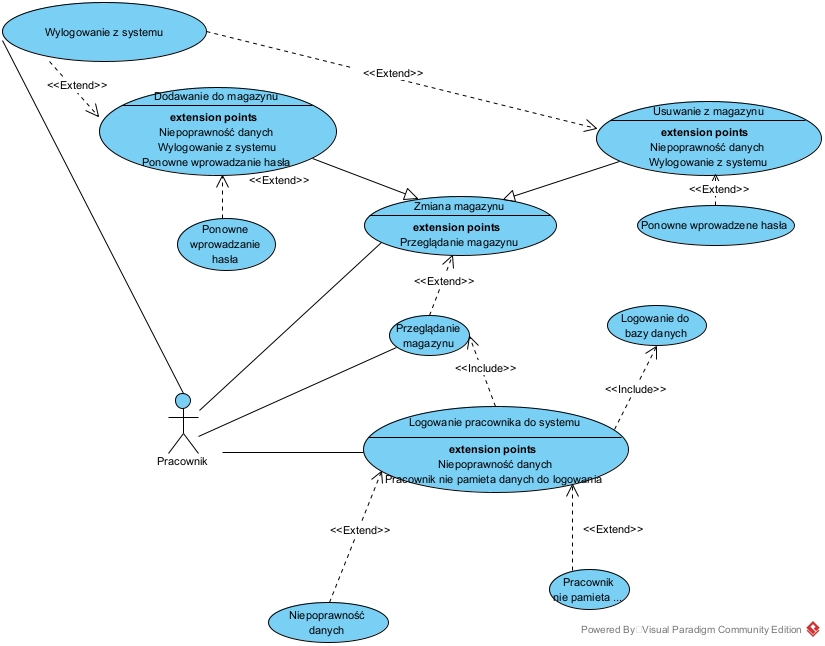 Wylogowanie z systemu
<<Extend>>
<<Extend>>
Dodawanie do magazynu
extension points
Niepoprawność danych
Wylogowanie z systemu
Ponowne wprowadzanie hasła
Usuwanie z magazynu
extension points
Niepoprawność danych
Wylogowanie z systemu
<<Extend>>
<<Extend>>
Ponowne
wprowadzanie
hasła
Zmiana magazynu
extension points
Przeglądanie magazynu
Ponowne wprowadzene hasła
<<Extend>>
Przeglądanie
magazynu
Logowanie do
bazy danych
<<Include>>
<<Include>>
Pracownik
Logowanie pracownika do systemu
extension points
Niepoprawność danych
Pracownik nie pamieta danych do logowania
<<Extend>>
<<Extend>>
Pracownik
nie pamieta ...
Niepoprawność
danych
Powered By Visual Paradigm Community Edition